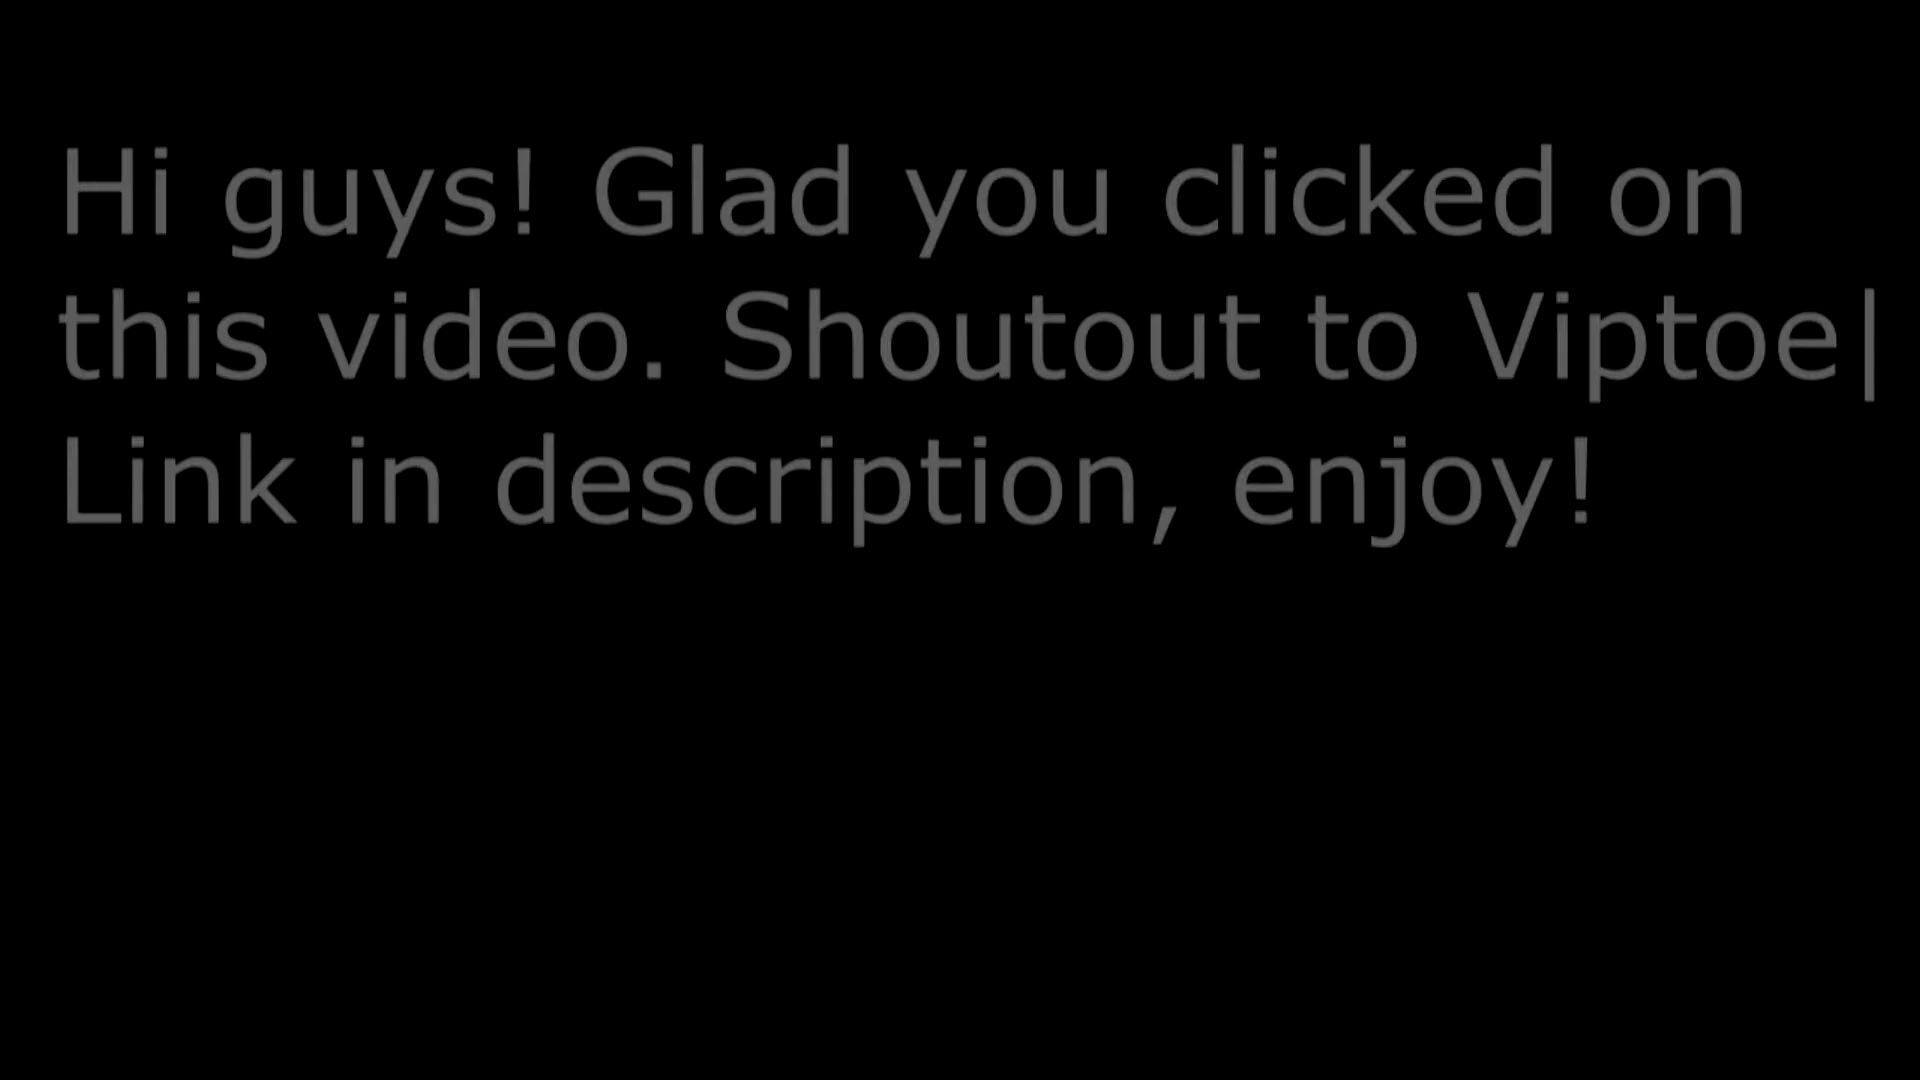 Hi guys! Glad you clicked on
this video. Shoutout to Viptoe|
Link in description, enjoy!